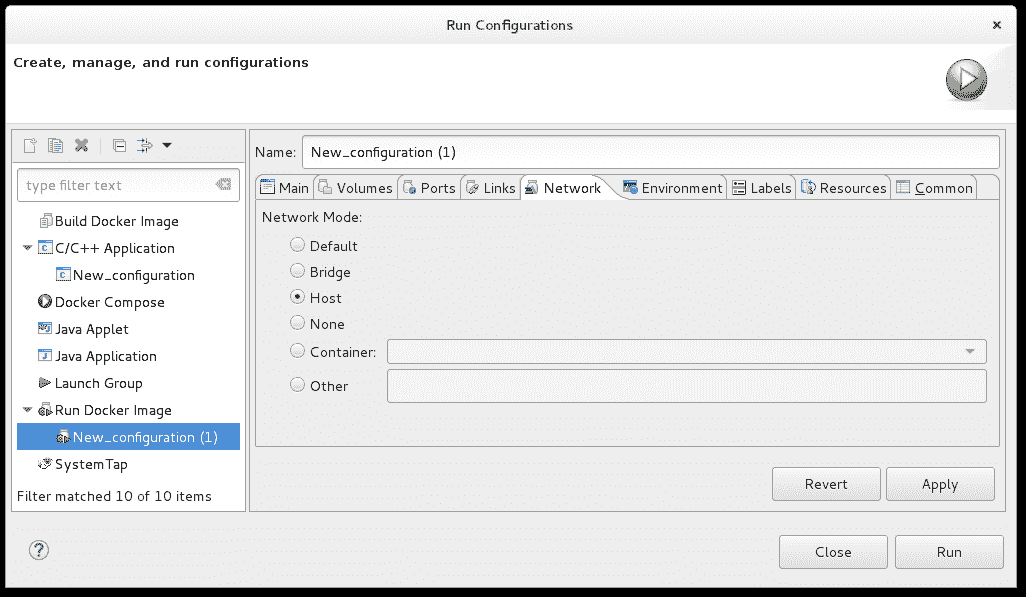 Run Configurations
Create, manage, and run configurations
Name: New_configuration (1)
type filter text
Main Volumes Ports Links Network Environment Labels Resources Common
Network Mode:
Default
Bridge
Host
None
Container:
Other
Build Docker Image
C/C++ Application
New_configuration
Docker Compose
Java Applet
Java Application
Launch Group
Run Docker Image
New_configuration (1)
SystemTap
Filter matched 10 of 10 items
Revert Apply
Close Run